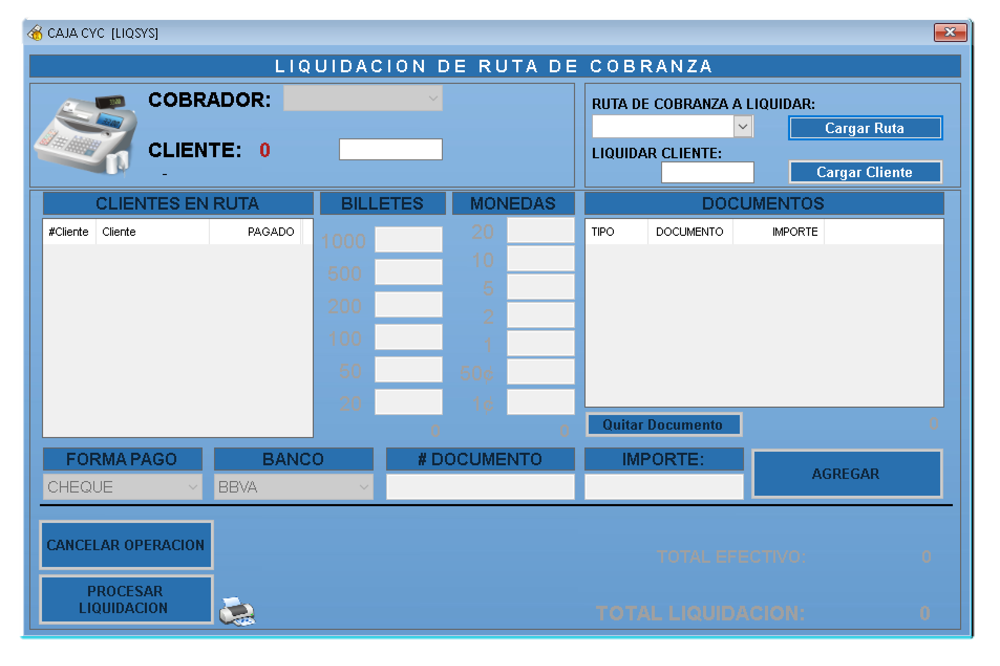 CAJA CYC [LIQSYS]
LIQUIDACION DE RUTA DE COBRANZA
COBRADOR:
CLIENTE: 0
-
RUTA DE COBRANZA A LIQUIDAR:
Cargar Ruta
LIQUIDAR CLIENTE:
Cargar Cliente
CLIENTES EN RUTA
#Cliente Cliente PAGADO
BILLETES
1000
500
200
100
50
20
0
MONEDAS
20
10
5
2
1
50¢
1¢
0
DOCUMENTOS
TIPO DOCUMENTO IMPORTE
Quitar Documento 0
FORMA PAGO
CHEQUE
BANCO
BBVA
# DOCUMENTO
IMPORTE:
AGREGAR
CANCELAR OPERACION
PROCESAR
LIQUIDACION
TOTAL EFECTIVO: 0
TOTAL LIQUIDACION: 0